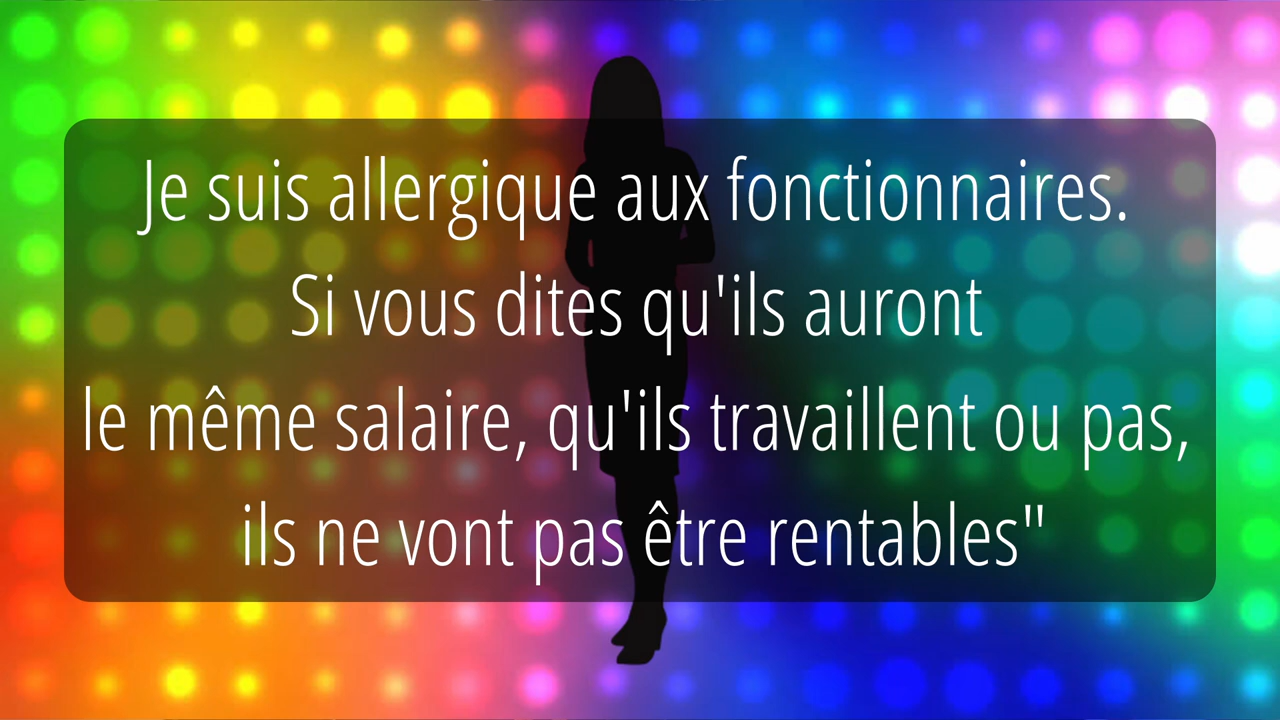 Je suis allergique aux fonctionnaires.
Si vous dites qu'ils auront
le même salaire, qu'ils travaillent ou pas,
ils ne vont pas être rentables"